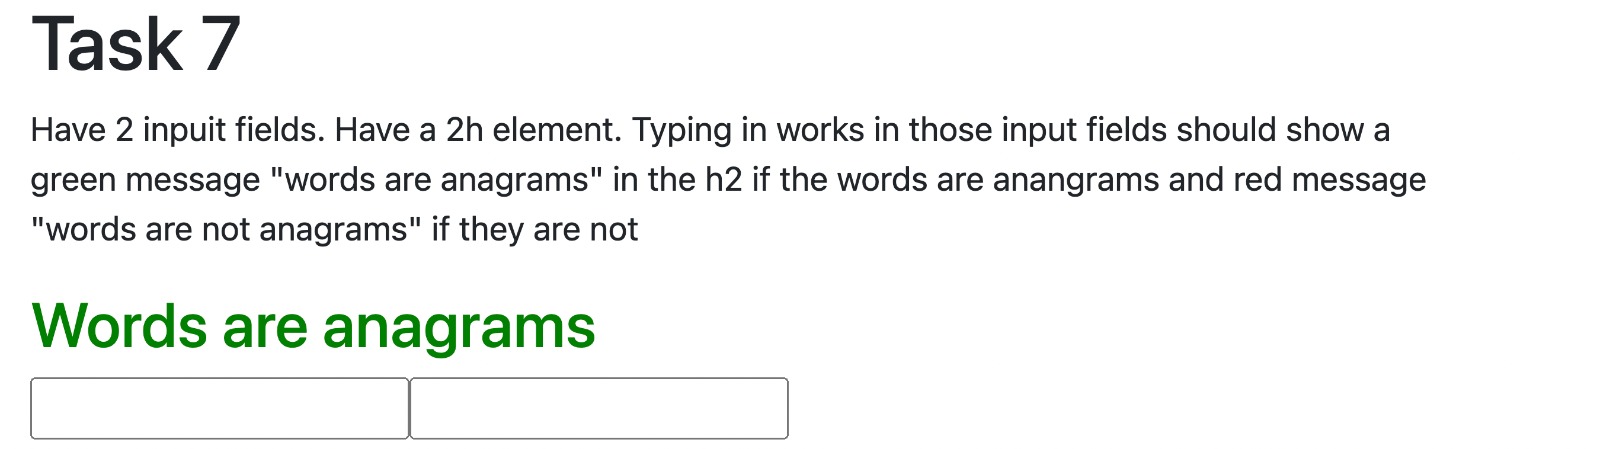 Task 7
Have 2 inpuit fields. Have a 2h element. Typing in works in those input fields should show a
green message "words are anagrams" in the h2 if the words are anangrams and red message
"words are not anagrams" if they are not
Words are anagrams